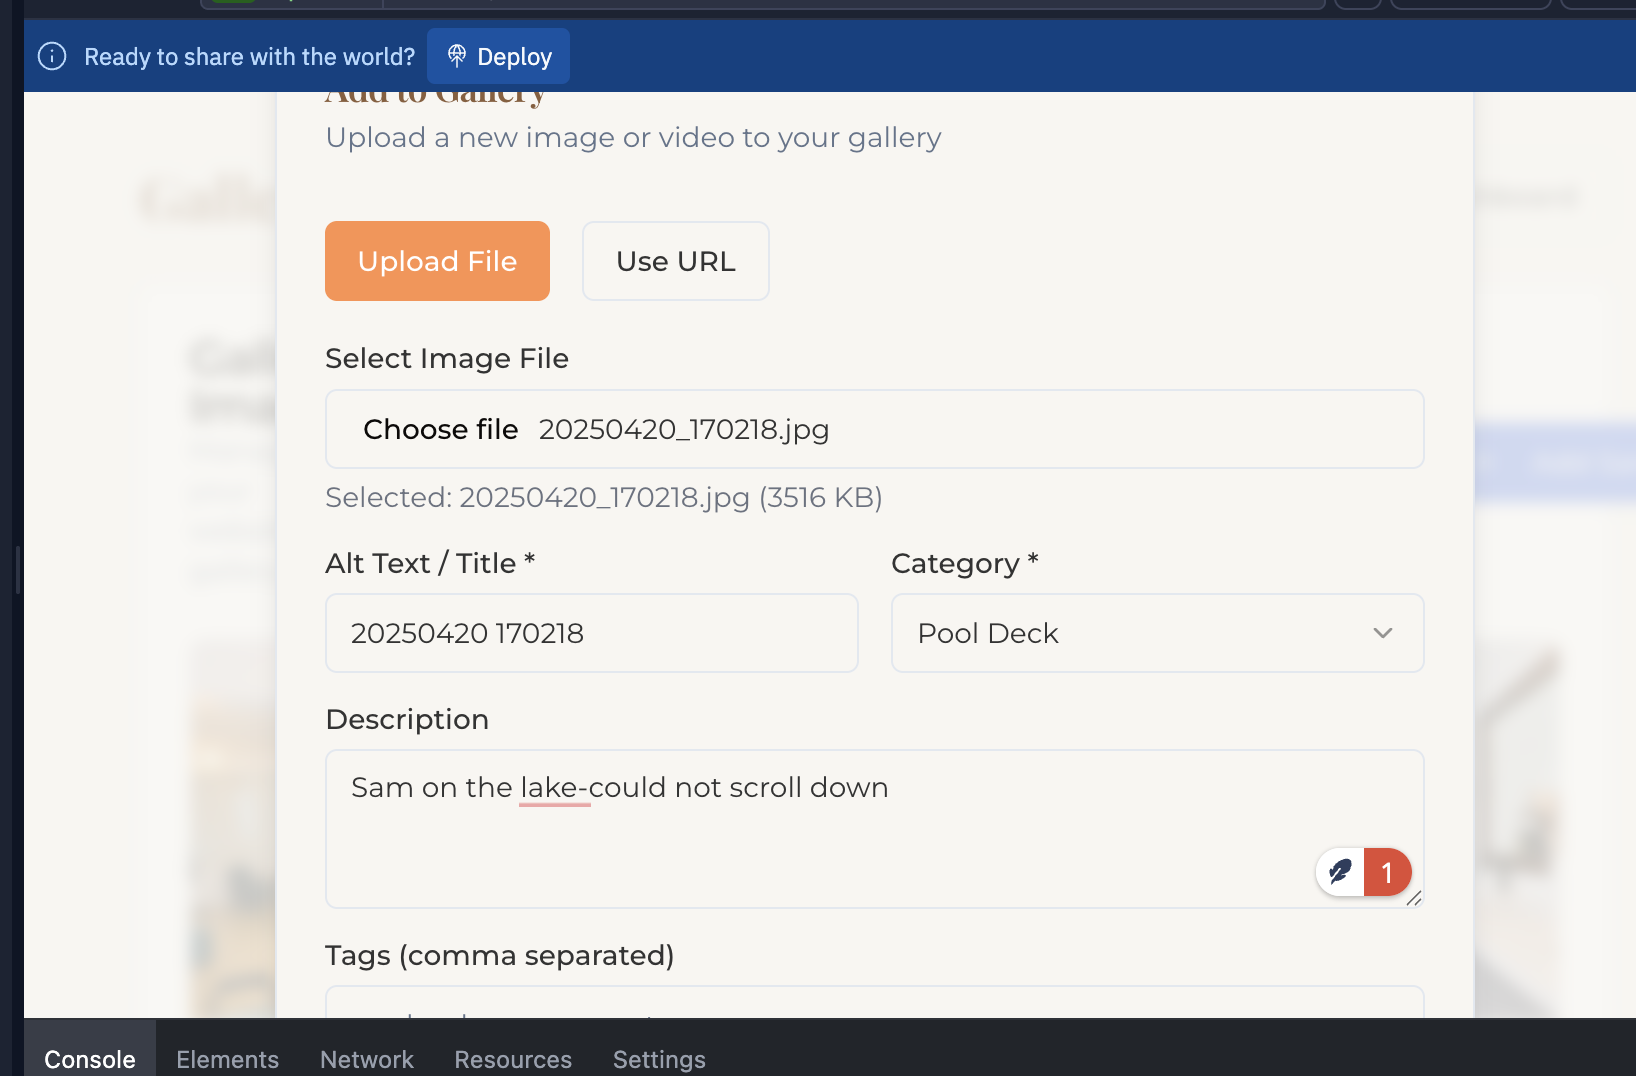 Ready to share with the world? Deploy
Add to Gallery
Upload a new image or video to your gallery
Upload File Use URL
Select Image File
Choose file 20250420_170218.jpg
Selected: 20250420_170218.jpg (3516 KB)
Alt Text / Title * Category *
20250420 170218 Pool Deck
Description
Sam on the lake-could not scroll down
1
Tags (comma separated)
Console Elements Network Resources Settings